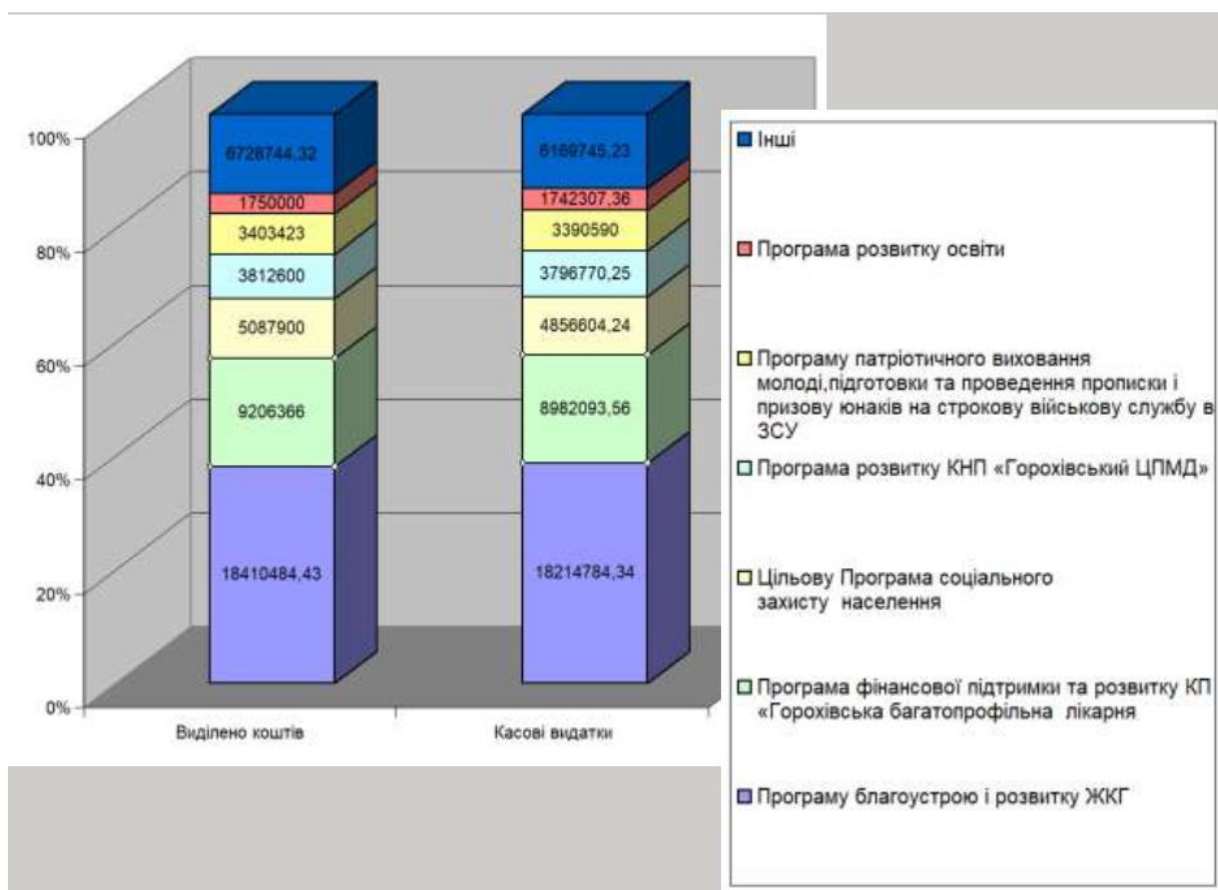 100%
80%
60%
40%
20%
0%
6728744,32
1750000
3403423
3812600
5087900
9206366
18410484,43
6169745,23
1742307,36
3390590
3796770,25
4856604,24
8982093,56
18214784,34
Виділено коштів
Касові видатки
Інші
Програма розвитку освіти
Програму патріотичного виховання
молоді,підготовки та проведення прописки і
призову юнаків на строкову військову службу в
ЗСУ
Програма розвитку КНП «Горохівський ЦПМД»
Цільову Програма соціального
захисту населення
Програма фінансової підтримки та розвитку КП
«Горохівська багатопрофільна лікарня
Програму благоустрою і розвитку ЖКГ